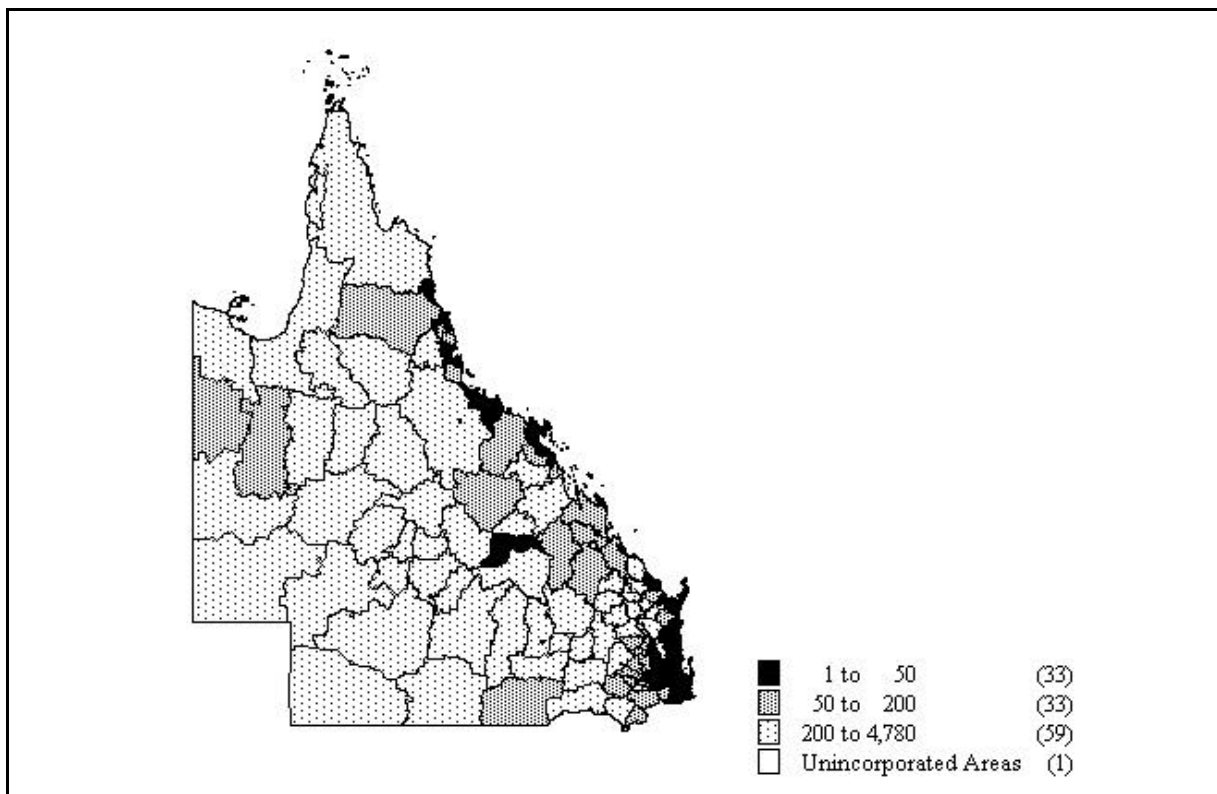 1 to 50 (33)
50 to 200 (33)
200 to 4,780 (59)
Unincorporated Areas (1)